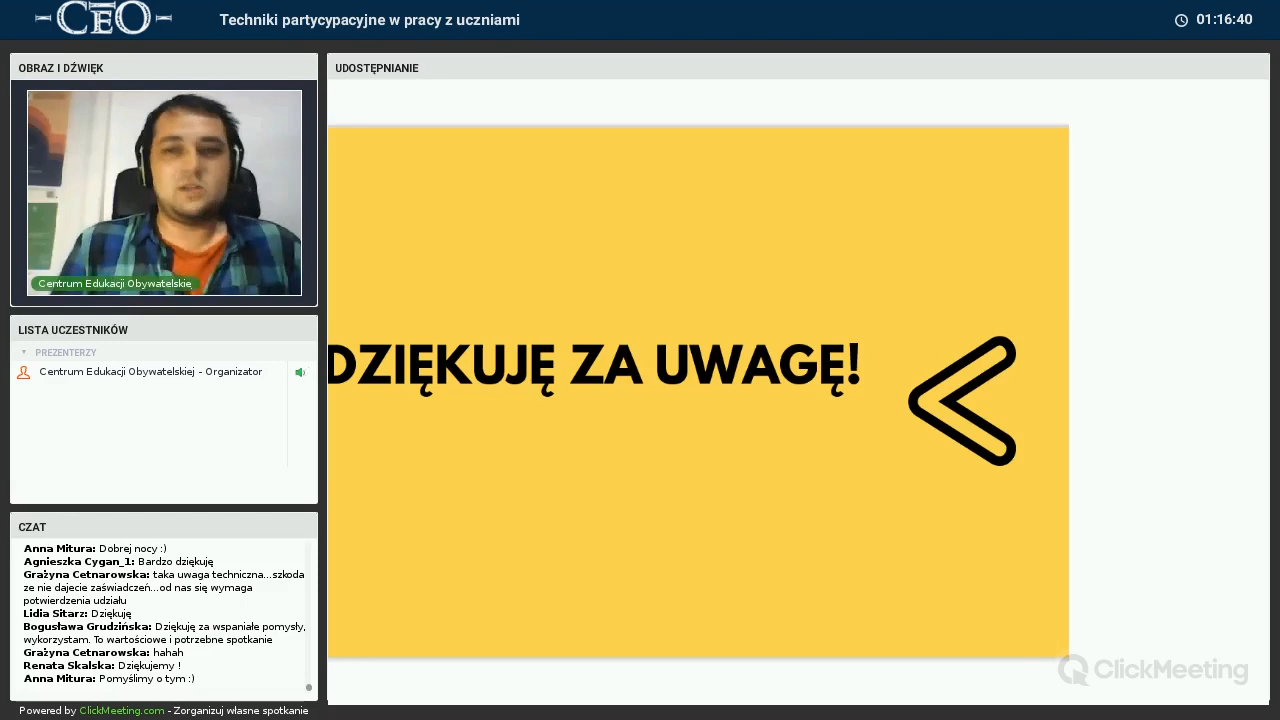 CEO
Techniki partycypacyjne w pracy z uczniami
01:16:40
OBRAZ I DŹWIĘK
Centrum Edukacji Obywatelskie
LISTA UCZESTNIKÓW
PREZENTERZY
Centrum Edukacji Obywatelskiej - Organizator
CZAT
Anna Mitura: Dobrej nocy :)
Agnieszka Cygan_1: Bardzo dziękuję
Grażyna Cetnarowska: taka uwaga techniczna...szkoda
ze nie dajecie zaświadczeń...od nas się wymaga
potwierdzenia udziału
Lidia Sitarz: Dziękuję
Bogusława Grudzińska: Dziękuję za wspaniałe pomysły,
wykorzystam. To wartościowe i potrzebne spotkanie
Grażyna Cetnarowska: hahah
Renata Skalska: Dziękujemy !
Anna Mitura: Pomyślimy o tym :)
Powered by ClickMeeting.com - Zorganizuj własne spotkanie
UDOSTĘPNIANIE
DZIĘKUJĘ ZA UWAGĘ!
ClickMeeting